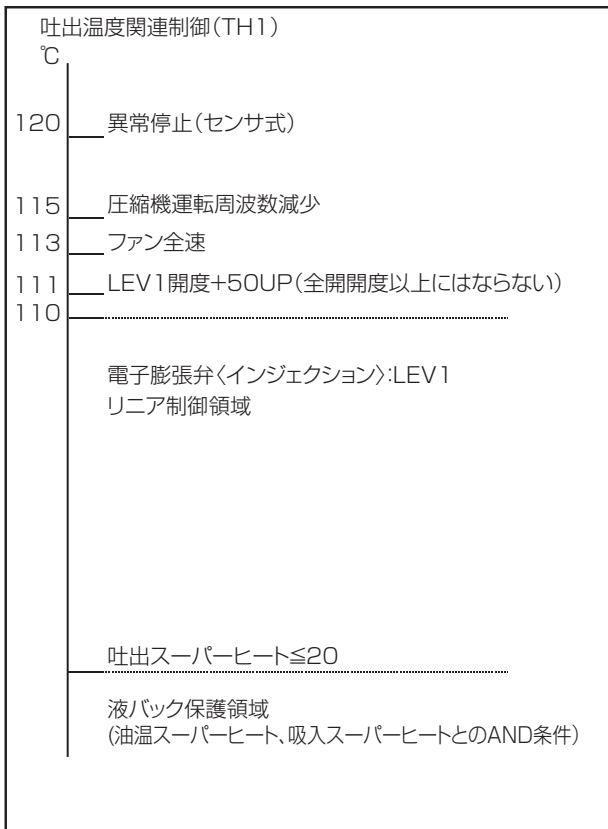 吐出温度関連制御（TH1）
℃
120 異常停止（センサ式）
115 圧縮機運転周波数減少
113 ファン全速
111 LEV1開度+50UP（全開開度以上にはならない）
110
電子膨張弁〈インジェクション〉:LEV1
リニア制御領域
吐出スーパーヒート≦20
液バック保護領域
(油温スーパーヒート、吸入スーパーヒートとのAND条件）